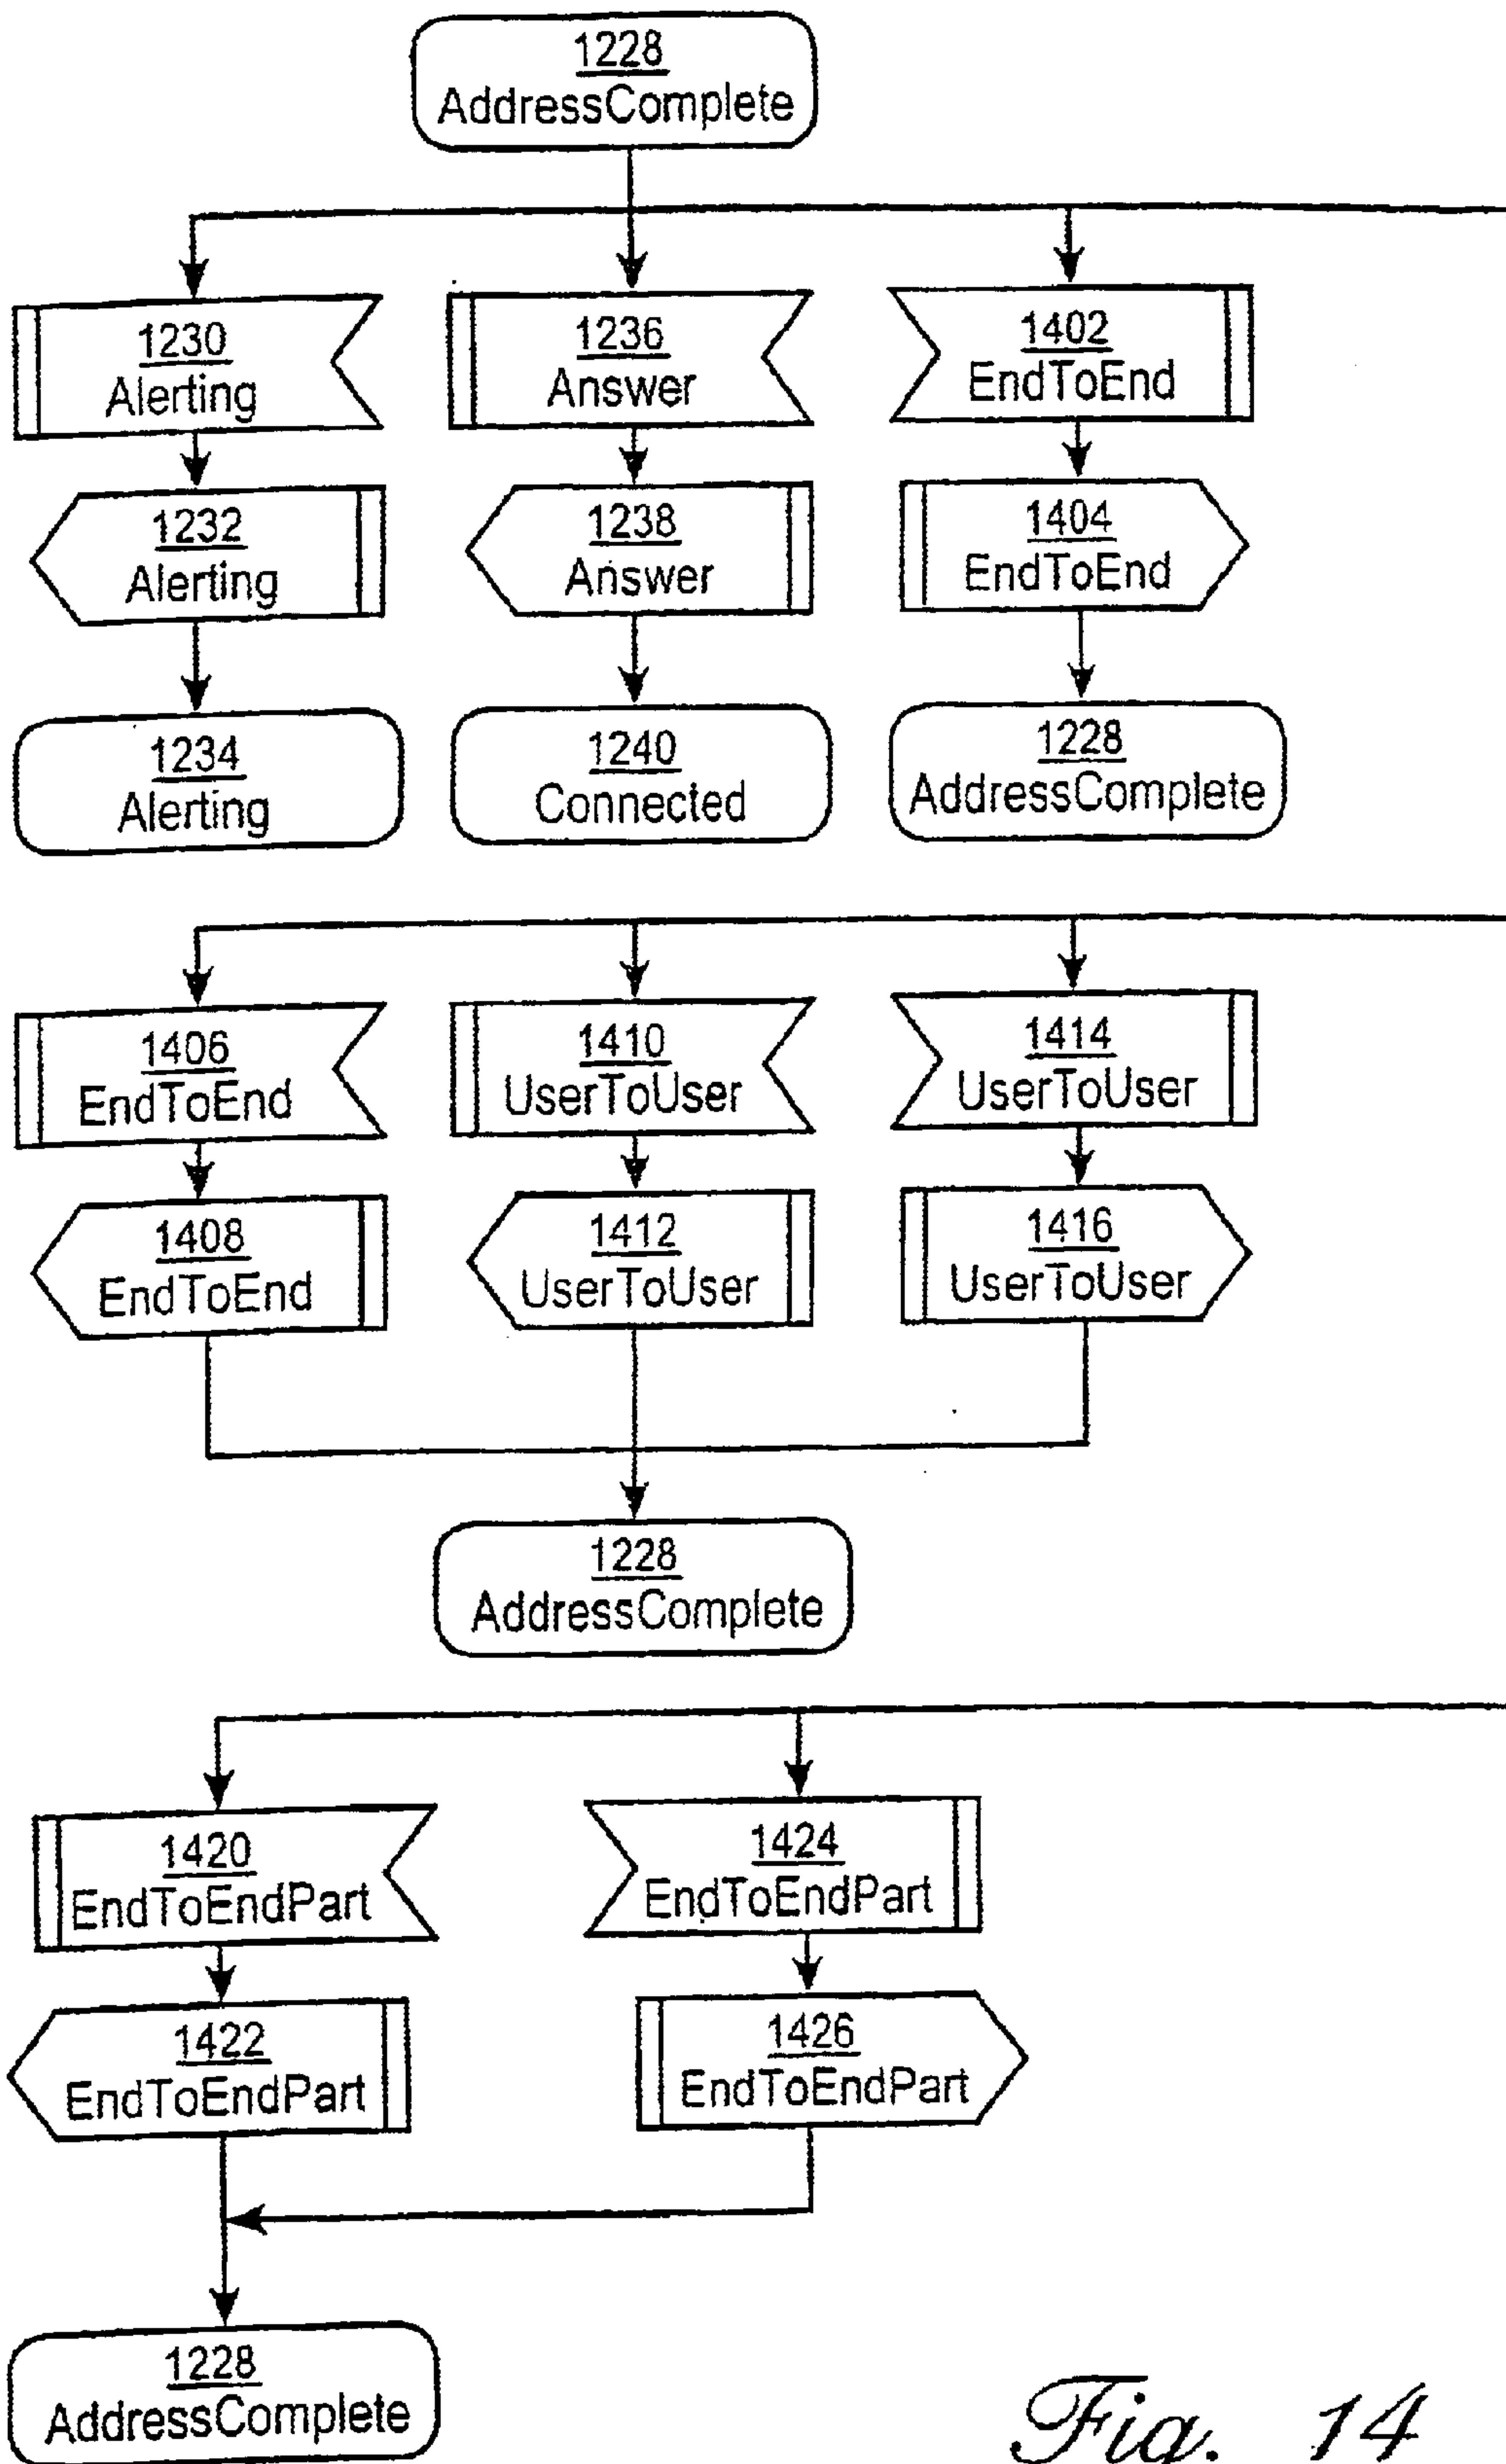 1228
AddressComplete
1230
Alerting
1236
Answer
1402
EndToEnd
1232
Alerting
1238
Answer
1404
EndToEnd
1234
Alerting
1240
Connected
1228
AddressComplete
1406
EndToEnd
1410
UserToUser
1414
UserToUser
1408
EndToEnd
1412
UserToUser
1416
UserToUser
1228
AddressComplete
1420
EndToEndPart
1424
EndToEndPart
1422
EndToEndPart
1426
EndToEndPart
1228
AddressComplete
Fig. 14